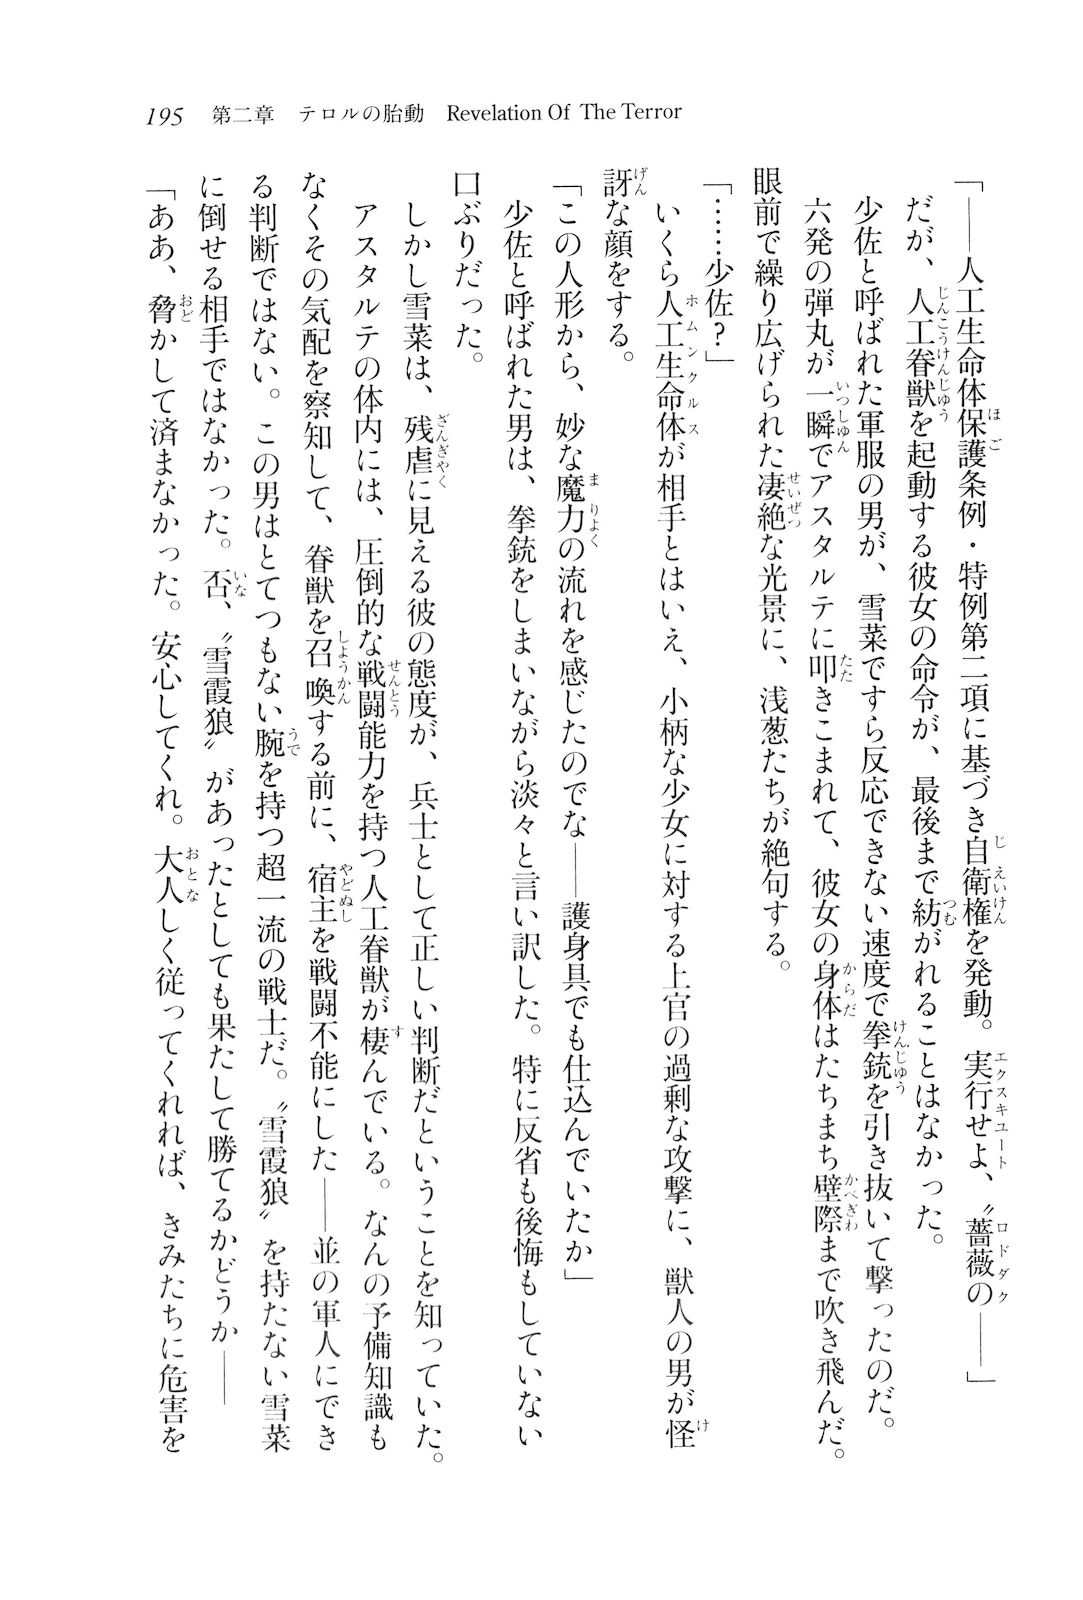 195　第二章　テロルの胎動　Revelation Of The Terror
「――人工生命体保護条例・特例第二項に基づき自衛権を発動。実行せよ、〝薔薇の――」
だが、人工眷獣を起動する彼女の命令が、最後まで紡がれることはなかった。
少佐と呼ばれた軍服の男が、雪菜ですら反応できない速度で拳銃を引き抜いて撃ったのだ。
六発の弾丸が一瞬でアスタルテに叩きこまれて、彼女の身体はたちまち壁際まで吹き飛んだ。
眼前で繰り広げられた凄絶な光景に、浅葱たちが絶句する。
「……少佐？」
いくら人工生命体が相手とはいえ、小柄な少女に対する上官の過剰な攻撃に、獣人の男が怪
訝な顔をする。
「この人形から、妙な魔力の流れを感じたのでな――護身具でも仕込んでいたか」
少佐と呼ばれた男は、拳銃をしまいながら淡々と言い訳した。特に反省も後悔もしていない
口ぶりだった。
しかし雪菜は、残虐に見える彼の態度が、兵士として正しい判断だということを知っていた。
アスタルテの体内には、圧倒的な戦闘能力を持つ人工眷獣が棲んでいる。なんの予備知識も
なくその気配を察知して、眷獣を召喚する前に、宿主を戦闘不能にした――並の軍人にでき
る判断ではない。この男はとてつもない腕を持つ超一流の戦士だ。〝雪霞狼〟を持たない雪菜
に倒せる相手ではなかった。否、〝雪霞狼〟があったとしても果たして勝てるかどうか――
「ああ、脅かして済まなかった。安心してくれ。大人しく従ってくれれば、きみたちに危害を